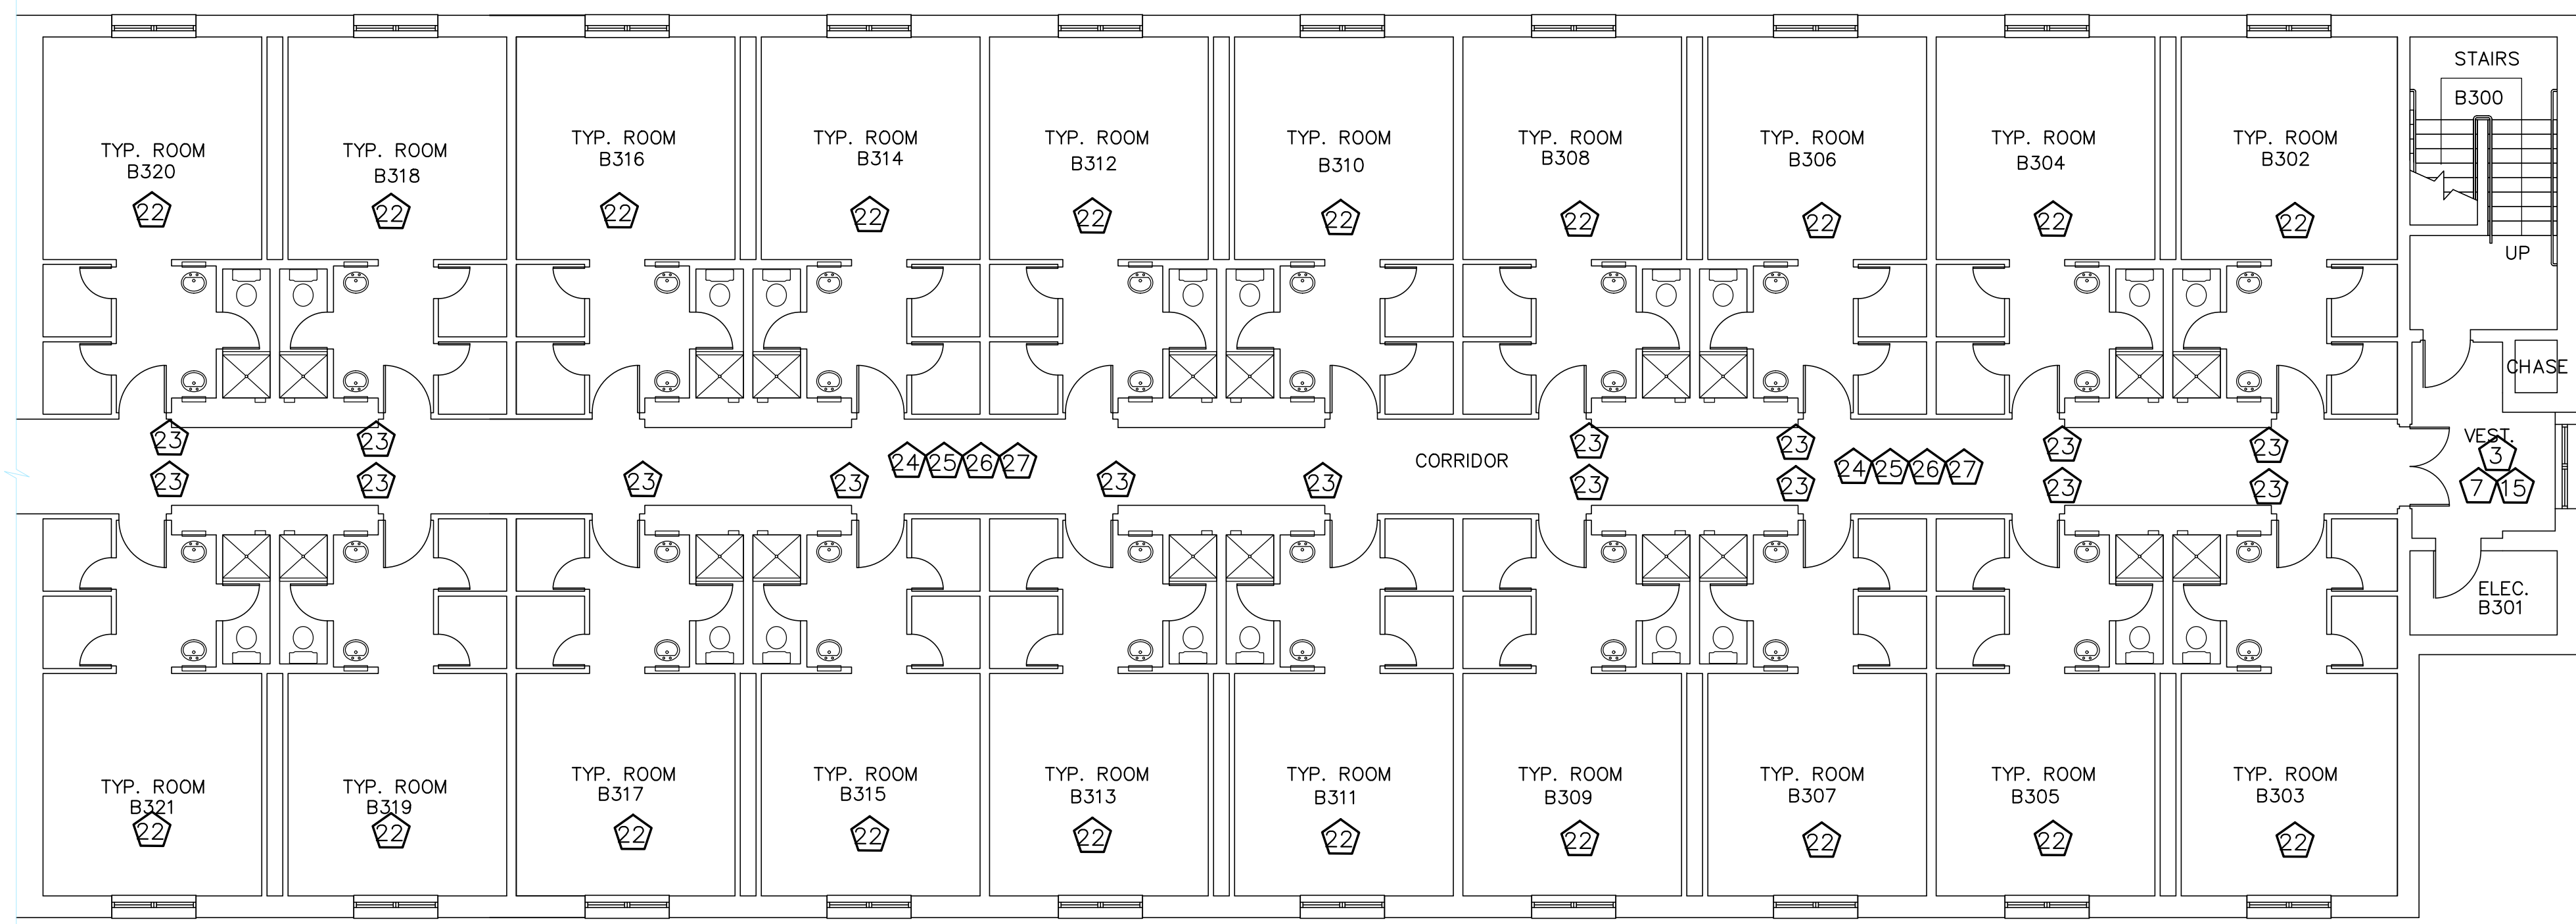 STAIRS
B300
UP
CHASE
TYP. ROOM
B320
22
TYP. ROOM
B318
22
TYP. ROOM
B316
22
TYP. ROOM
B314
22
TYP. ROOM
B312
22
TYP. ROOM
B310
22
TYP. ROOM
B308
22
TYP. ROOM
B306
22
TYP. ROOM
B304
22
TYP. ROOM
B302
22
23 23 23 23 23 23
24 25 26 27
CORRIDOR
24 25 26 27
23 23 23 23 23 23 23 23 23 23
VEST.
3
7 15
ELEC.
B301
TYP. ROOM
B321
22
TYP. ROOM
B319
22
TYP. ROOM
B317
22
TYP. ROOM
B315
22
TYP. ROOM
B313
22
TYP. ROOM
B311
22
TYP. ROOM
B309
22
TYP. ROOM
B307
22
TYP. ROOM
B305
22
TYP. ROOM
B303
22